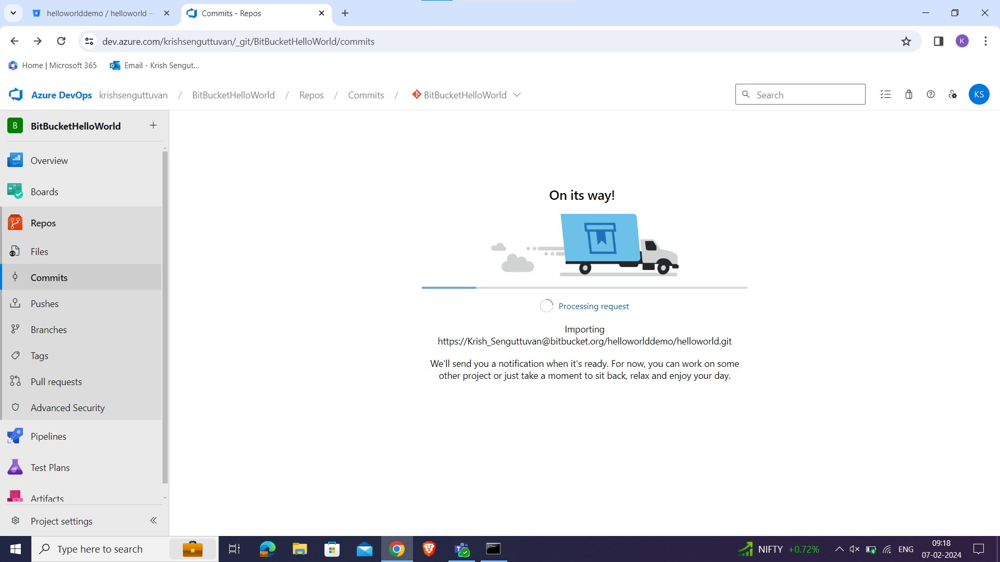 helloworlddemo / helloworld —
Commits - Repos
dev.azure.com/krishsenguttuvan/_git/BitBucketHelloWorld/commits
K
Home | Microsoft 365
Email - Krish Sengut...
Azure DevOps
krishsenguttuvan / BitBucketHelloWorld / Repos / Commits / BitBucketHelloWorld
Search
KS
B
BitBucketHelloWorld
Overview
Boards
Repos
Files
Commits
Pushes
Branches
Tags
Pull requests
Advanced Security
Pipelines
Test Plans
Artifacts
Project settings
On its way!
Processing request
Importing
https://Krish_Senguttuvan@bitbucket.org/helloworlddemo/helloworld.git
We'll send you a notification when it's ready. For now, you can work on some
other project or just take a moment to sit back, relax and enjoy your day.
Type here to search
NIFTY +0.72%
ENG
09:18
07-02-2024